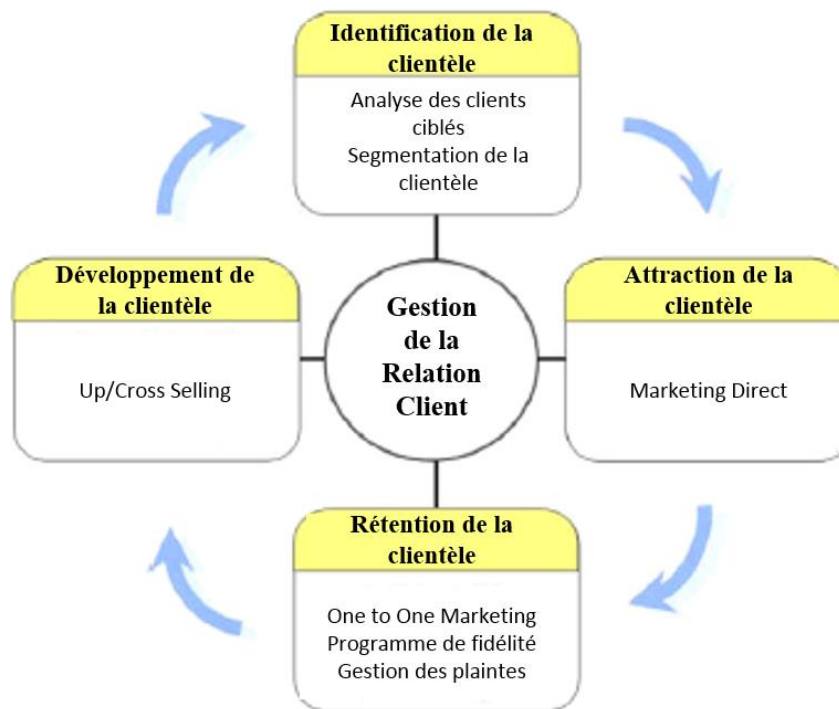 Identification de la
clientèle
Analyse des clients
ciblés
Segmentation de la
clientèle
Développement de
la clientèle
Up/Cross Selling
Gestion
de la
Relation
Client
Attraction de la
clientèle
Marketing Direct
Rétention de la
clientèle
One to One Marketing
Programme de fidélité
Gestion des plaintes